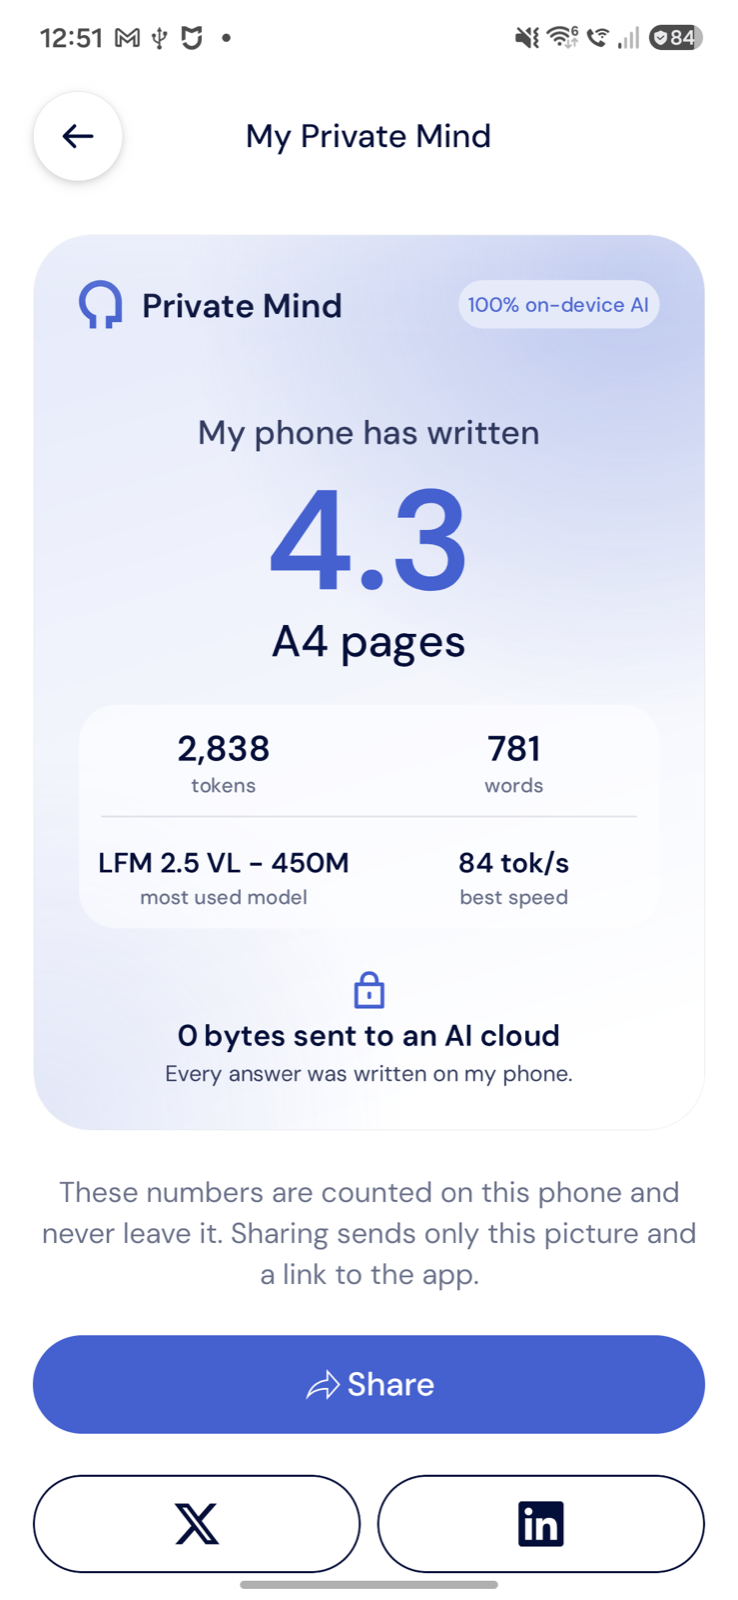 12:51
6
84
My Private Mind
Private Mind
100% on-device AI
My phone has written
4.3
A4 pages
2,838
781
tokens
words
LFM 2.5 VL - 450M
84 tok/s
most used model
best speed
0 bytes sent to an AI cloud
Every answer was written on my phone.
These numbers are counted on this phone and
never leave it. Sharing sends only this picture and
a link to the app.
Share
X
in